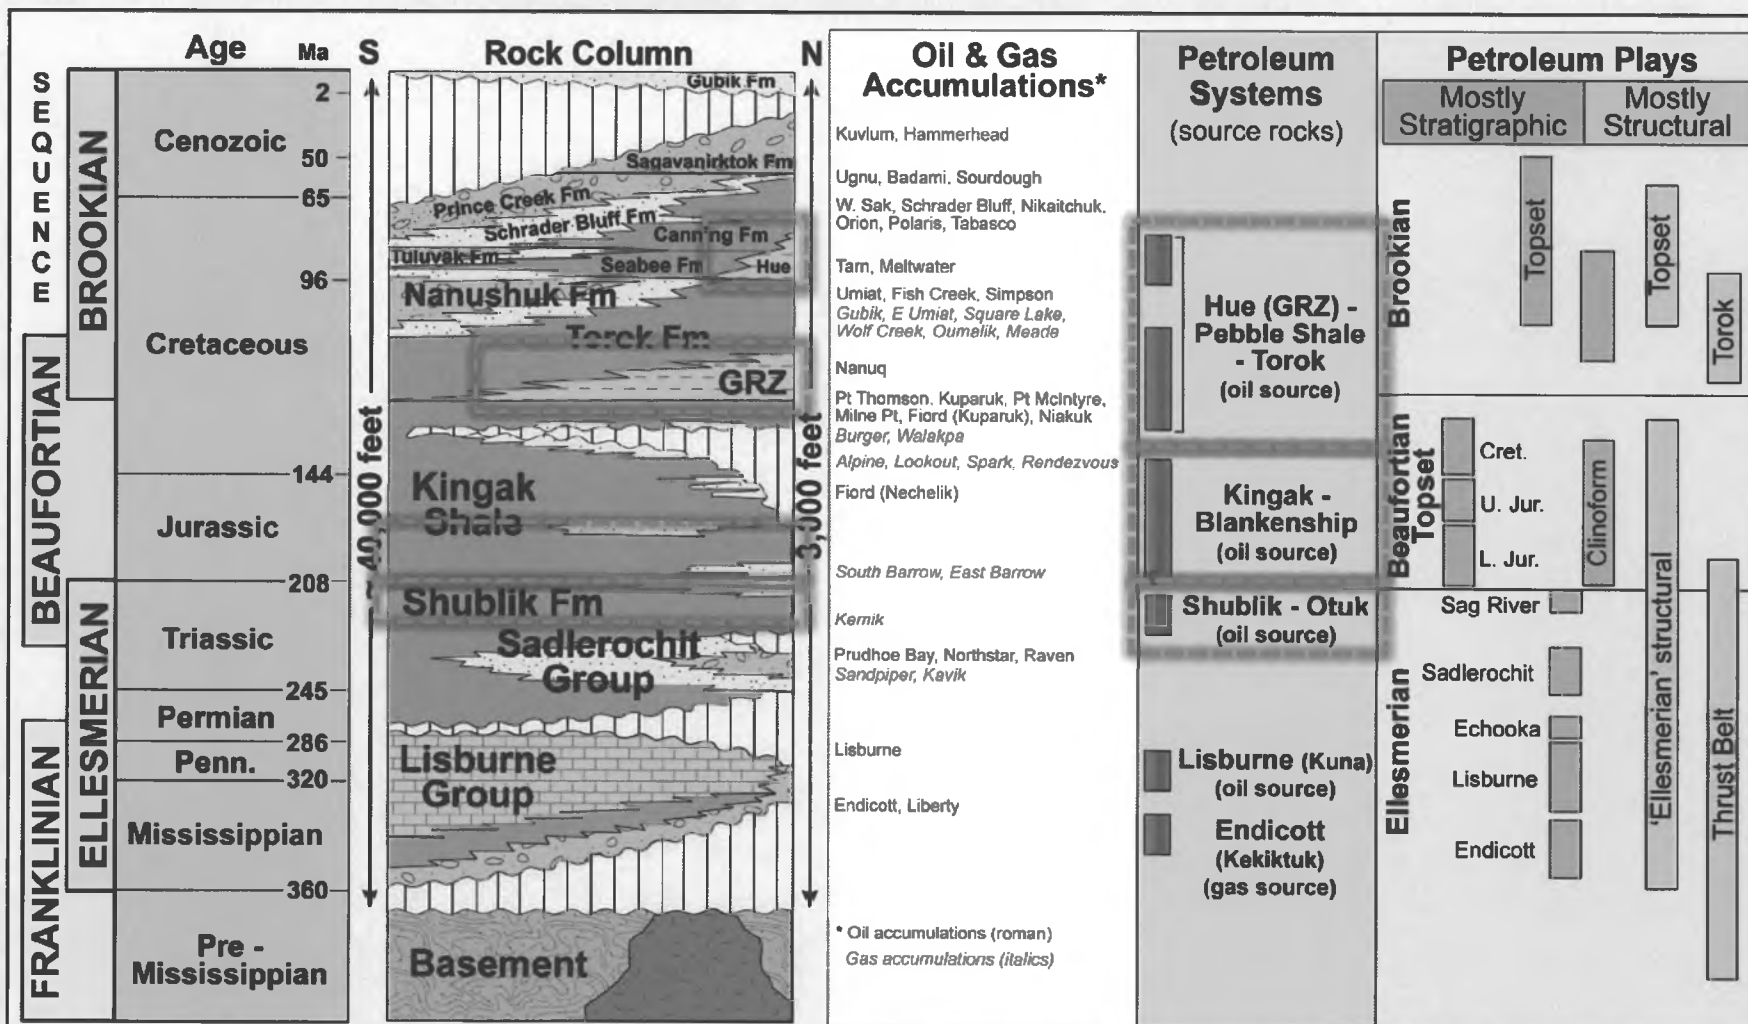 SEQUENCE
BROOKIAN
BEAUFORTIAN
ELLESMERIAN
FRANKLINIAN
Age
Ma
Cenozoic
Cretaceous
Jurassic
Triassic
Permian
Penn.
Mississippian
Pre -
Mississippian
2
50
65
96
144
208
245
286
320
360
S
Rock Column
N
40,000 feet
3,000 feet
Gubik Fm
Sagavanirktok Fm
Prince Creek Fm
Schrader Bluff Fm
Canning Fm
Tuluvak Fm
Seabee Fm
Hue
Nanushuk Fm
Torok Fm
GRZ
Kingak
Shale
Shublik Fm
Sadlerochit
Group
Lisburne
Group
Basement
Oil & Gas
Accumulations*
Kuvlum, Hammerhead
Ugnu, Badami, Sourdough
W. Sak, Schrader Bluff, Nikaitchuk,
Orion, Polaris, Tabasco
Tarn, Meltwater
Umiat, Fish Creek, Simpson
Gubik, E Umiat, Square Lake,
Wolf Creek, Oumalik, Meade
Nanuq
Pt Thomson, Kuparuk, Pt McIntyre,
Milne Pt, Fiord (Kuparuk), Niakuk
Burger, Walakpa
Alpine, Lookout, Spark, Rendezvous
Fiord (Nechelik)
South Barrow, East Barrow
Kemik
Prudhoe Bay, Northstar, Raven
Sandpiper, Kavik
Lisburne
Endicott, Liberty
* Oil accumulations (roman)
Gas accumulations (italics)
Petroleum
Systems
(source rocks)
Hue (GRZ) -
Pebble Shale
- Torok
(oil source)
Kingak -
Blankenship
(oil source)
Shublik - Otuk
(oil source)
Lisburne (Kuna)
(oil source)
Endicott
(Kekiktuk)
(gas source)
Petroleum Plays
Mostly
Stratigraphic
Mostly
Structural
Brookian
Topset
Topset
Torok
Beaufortian
Topset
Cret.
U. Jur.
L. Jur.
Clinoform
Ellesmerian
Sag River
Sadlerochit
Echooka
Lisburne
Endicott
'Ellesmerian' structural
Thrust Belt